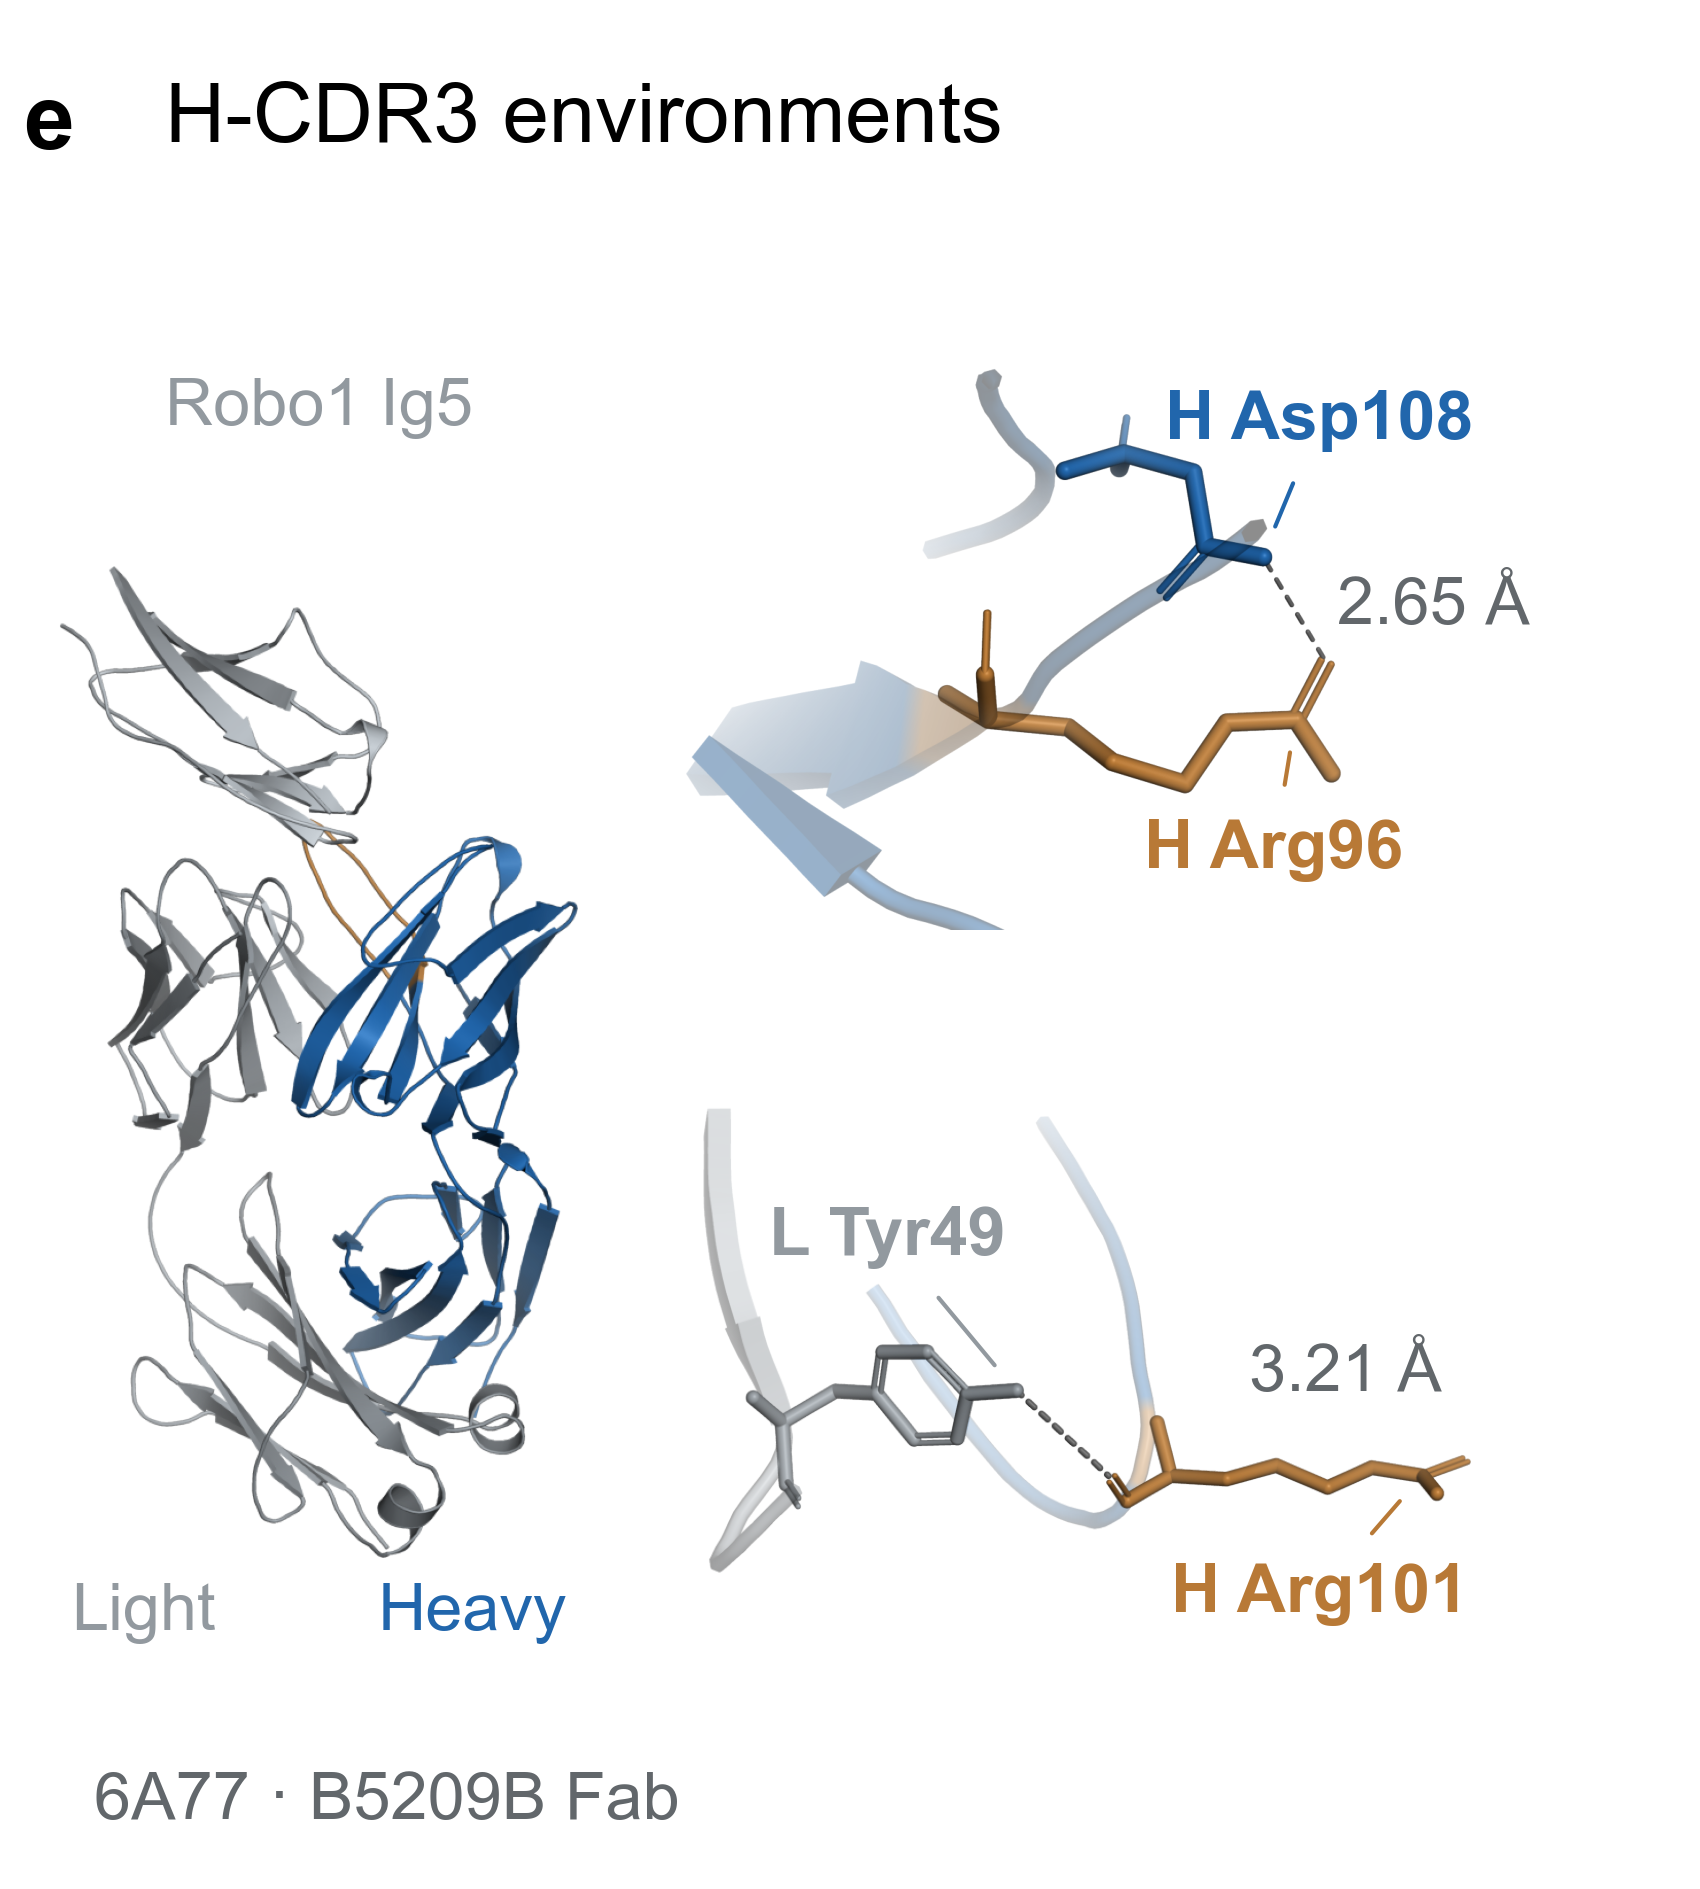 e H-CDR3 environments
Robo1 Ig5
H Asp108
2.65 Å
H Arg96
L Tyr49
3.21 Å
H Arg101
Light Heavy
6A77 · B5209B Fab